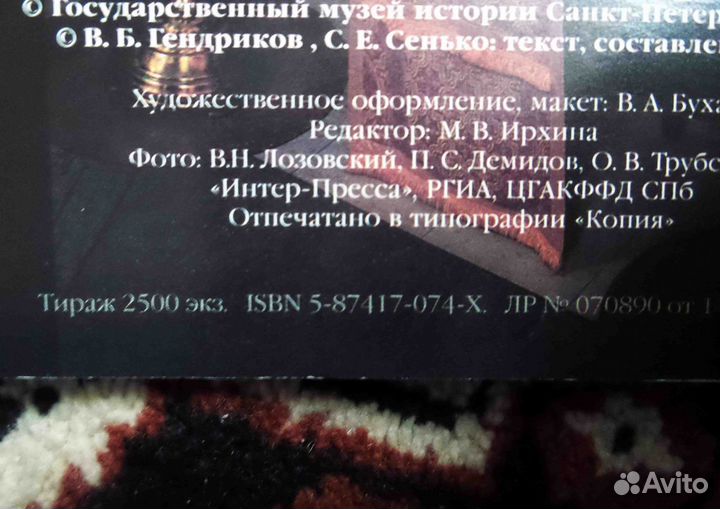 © Государственный музей истории Санкт-Петер
© В. Б. Гендриков , С. Е. Сенько: текст, составле
Художественное оформление, макет: В. А. Буха
Редактор: М. В. Ирхина
Фото: В.Н. Лозовский, П. С. Демидов, О. В. Трубс
«Интер-Пресса», РГИА, ЦГАКФФД СПб
Отпечатано в типографии «Копия»
Тираж 2500 экз. ISBN 5-87417-074-X. ЛР № 070890 от 1
Avito